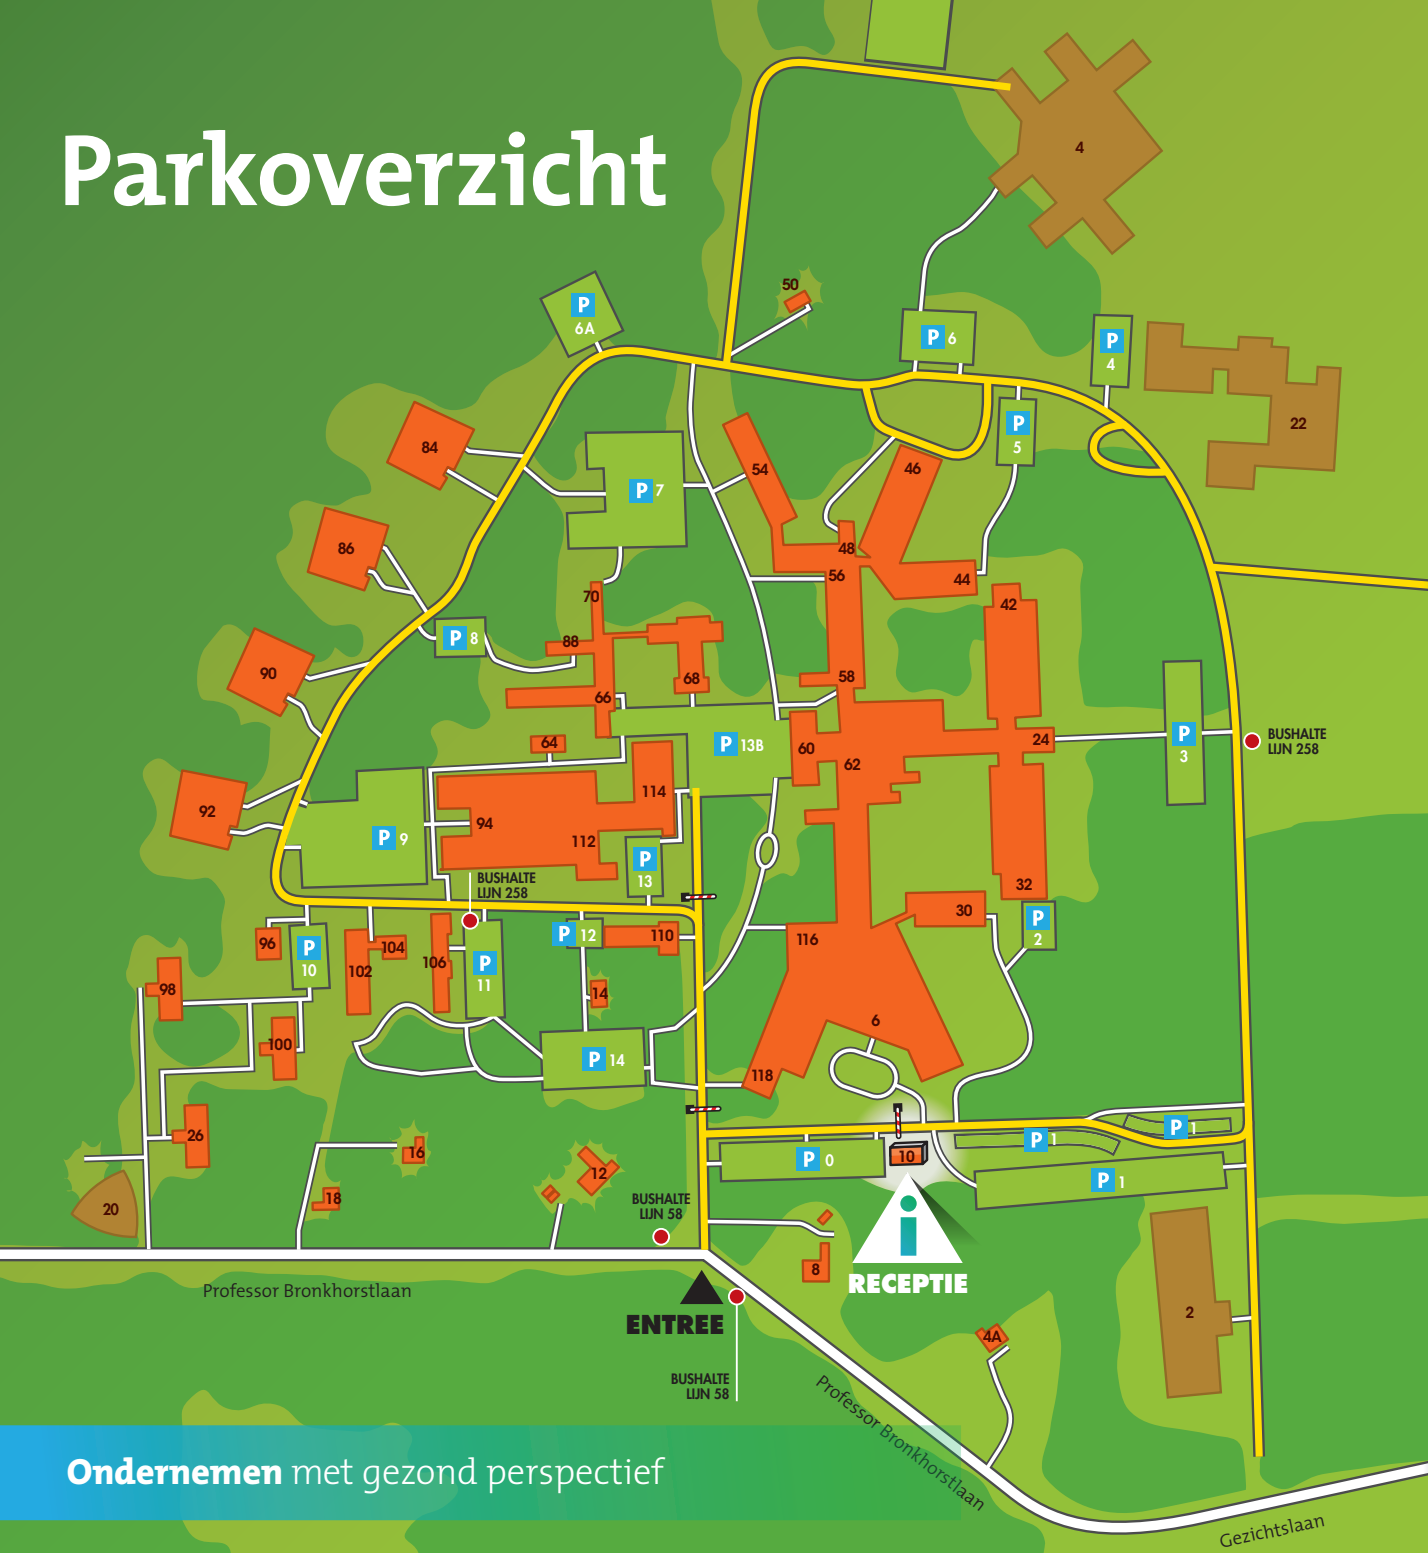 Parkoverzicht
4
50
P
6A
P 6
P
4
22
P
5
84
P 7
54
46
86
48
56
44
70
42
P 8
88
90
68
58
66
64
P 13B
60
24
P
3
BUSHALTE
LIJN 258
62
114
92
94
P 9
112
P
13
BUSHALTE
LIJN 258
32
30
P
2
96
P
10
104
102
106
P
11
P 12
110
116
98
14
6
100
P 14
118
26
16
18
12
20
P 0
10
P 1
P 1
P 1
BUSHALTE
LIJN 58
8
RECEPTIE
2
Professor Bronkhorstlaan
ENTREE
4A
BUSHALTE
LIJN 58
Professor Bronkhorstlaan
Ondernemen met gezond perspectief
Gezichtslaan